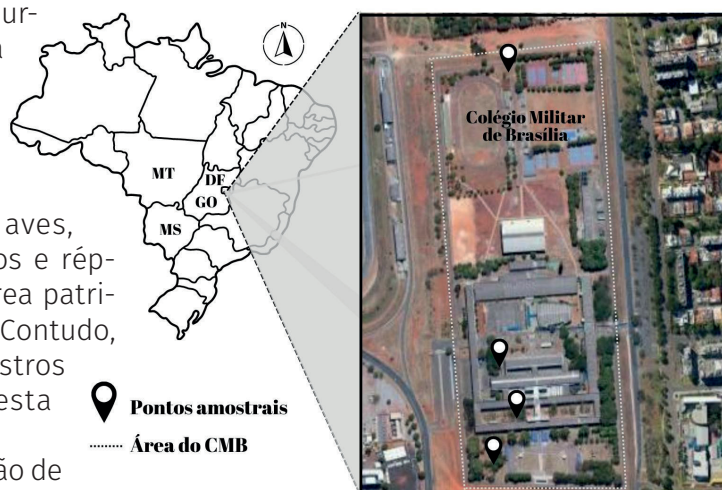 ur-
a
aves,
os e rép-
rea patri-
Contudo,
stros
esta
ão de
N
MT
DF
GO
MS
Pontos amostrais
Área do CMB
Colégio Militar
de Brasília